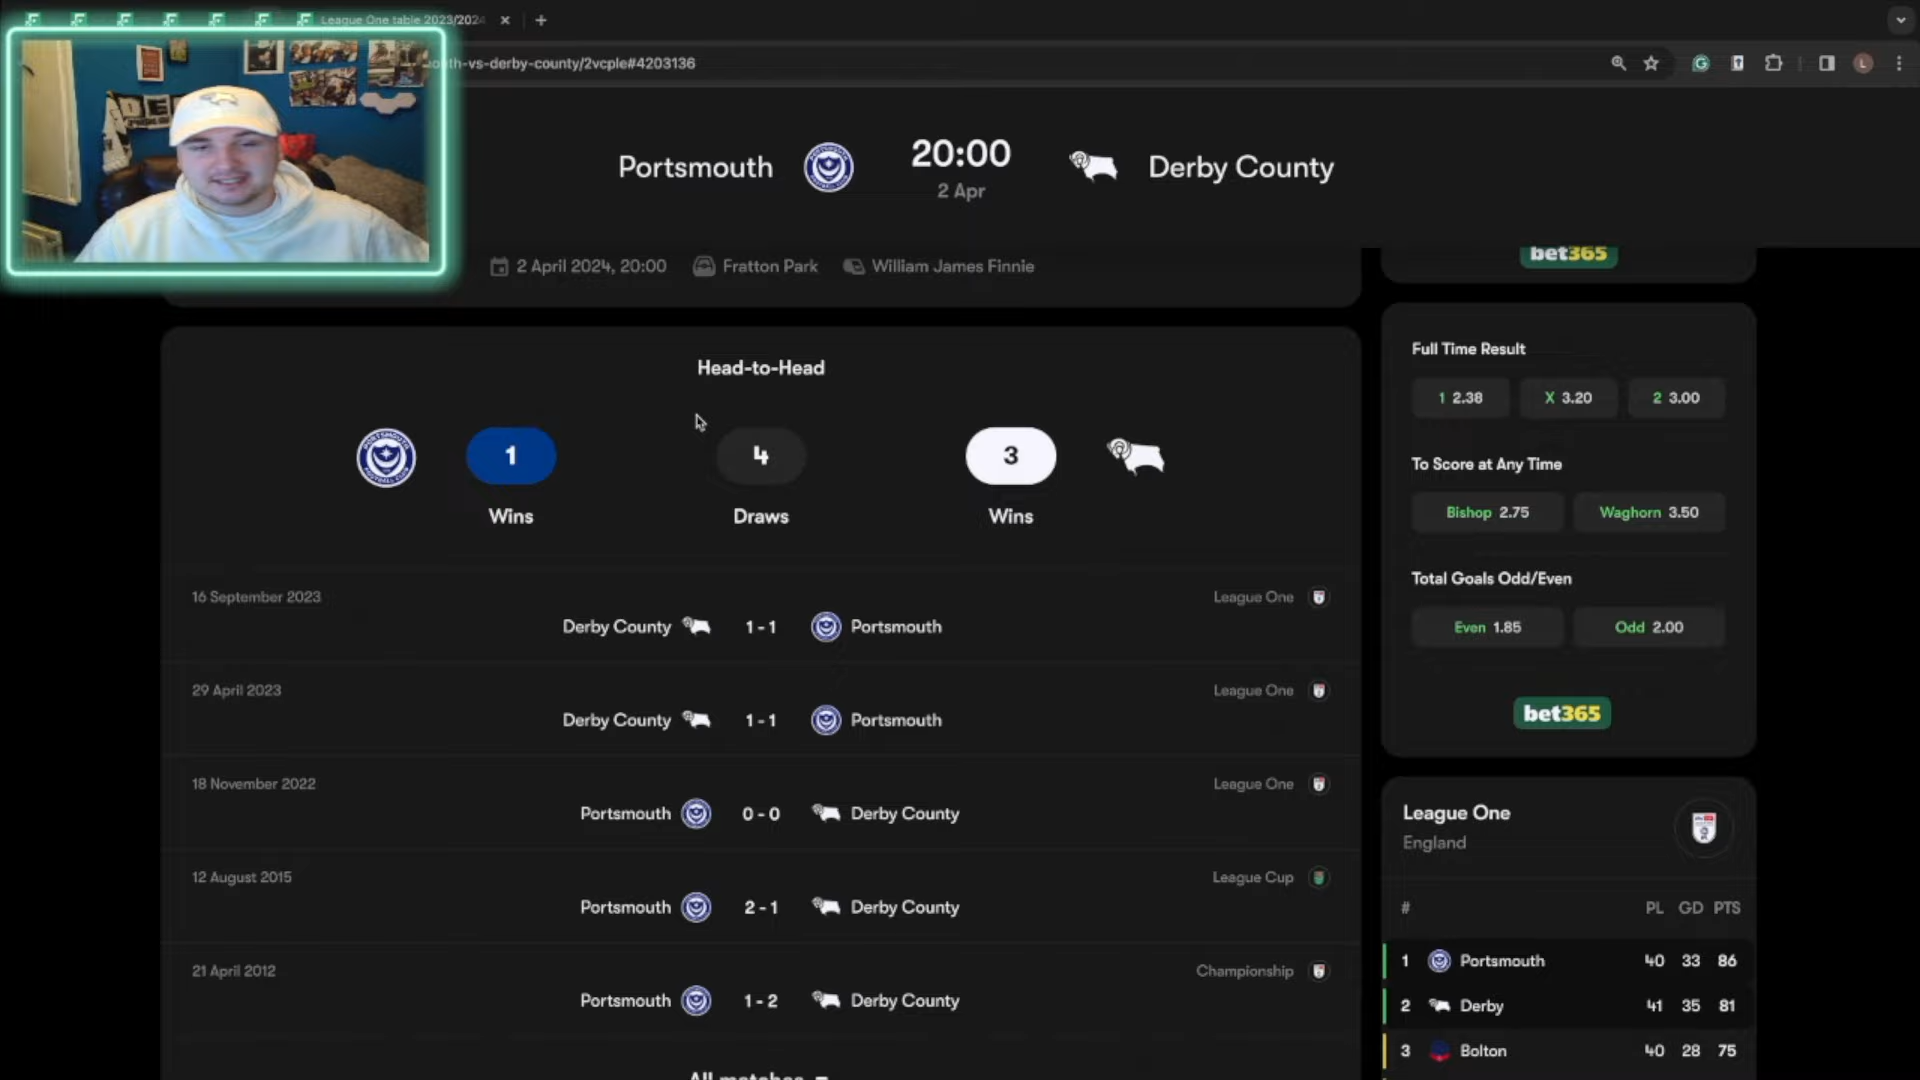 League One table 2023/2024
th-vs-derby-county/2vcple#4203136
Portsmouth
20:00
2 Apr
Derby County
2 April 2024, 20:00
Fratton Park
William James Finnie
bet365
Head-to-Head
1
4
3
Wins
Draws
Wins
16 September 2023
League One
Derby County 1 - 1 Portsmouth
29 April 2023
League One
Derby County 1 - 1 Portsmouth
18 November 2022
League One
Portsmouth 0 - 0 Derby County
12 August 2015
League Cup
Portsmouth 2 - 1 Derby County
21 April 2012
Championship
Portsmouth 1 - 2 Derby County
All matches
Full Time Result
1 2.38
X 3.20
2 3.00
To Score at Any Time
Bishop 2.75
Waghorn 3.50
Total Goals Odd/Even
Even 1.85
Odd 2.00
bet365
League One
England
# PL GD PTS
1 Portsmouth 40 33 86
2 Derby 41 35 81
3 Bolton 40 28 75